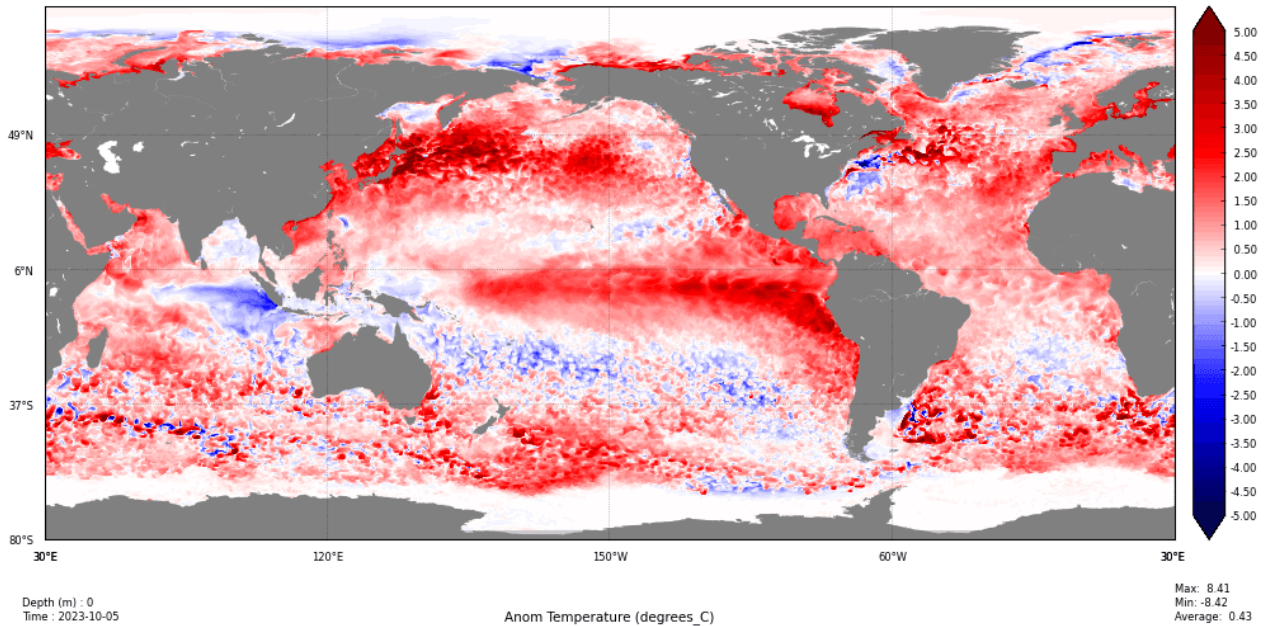 5.00
4.50
4.00
3.50
3.00
2.50
2.00
1.50
1.00
0.50
0.00
-0.50
-1.00
-1.50
-2.00
-2.50
-3.00
-3.50
-4.00
-4.50
-5.00
49°N
6°N
37°S
80°S
30°E 120°E 150°W 60°W 30°E
Depth (m) : 0
Time : 2023-10-05
Anom Temperature (degrees_C)
Max: 8.41
Min: -8.42
Average: 0.43